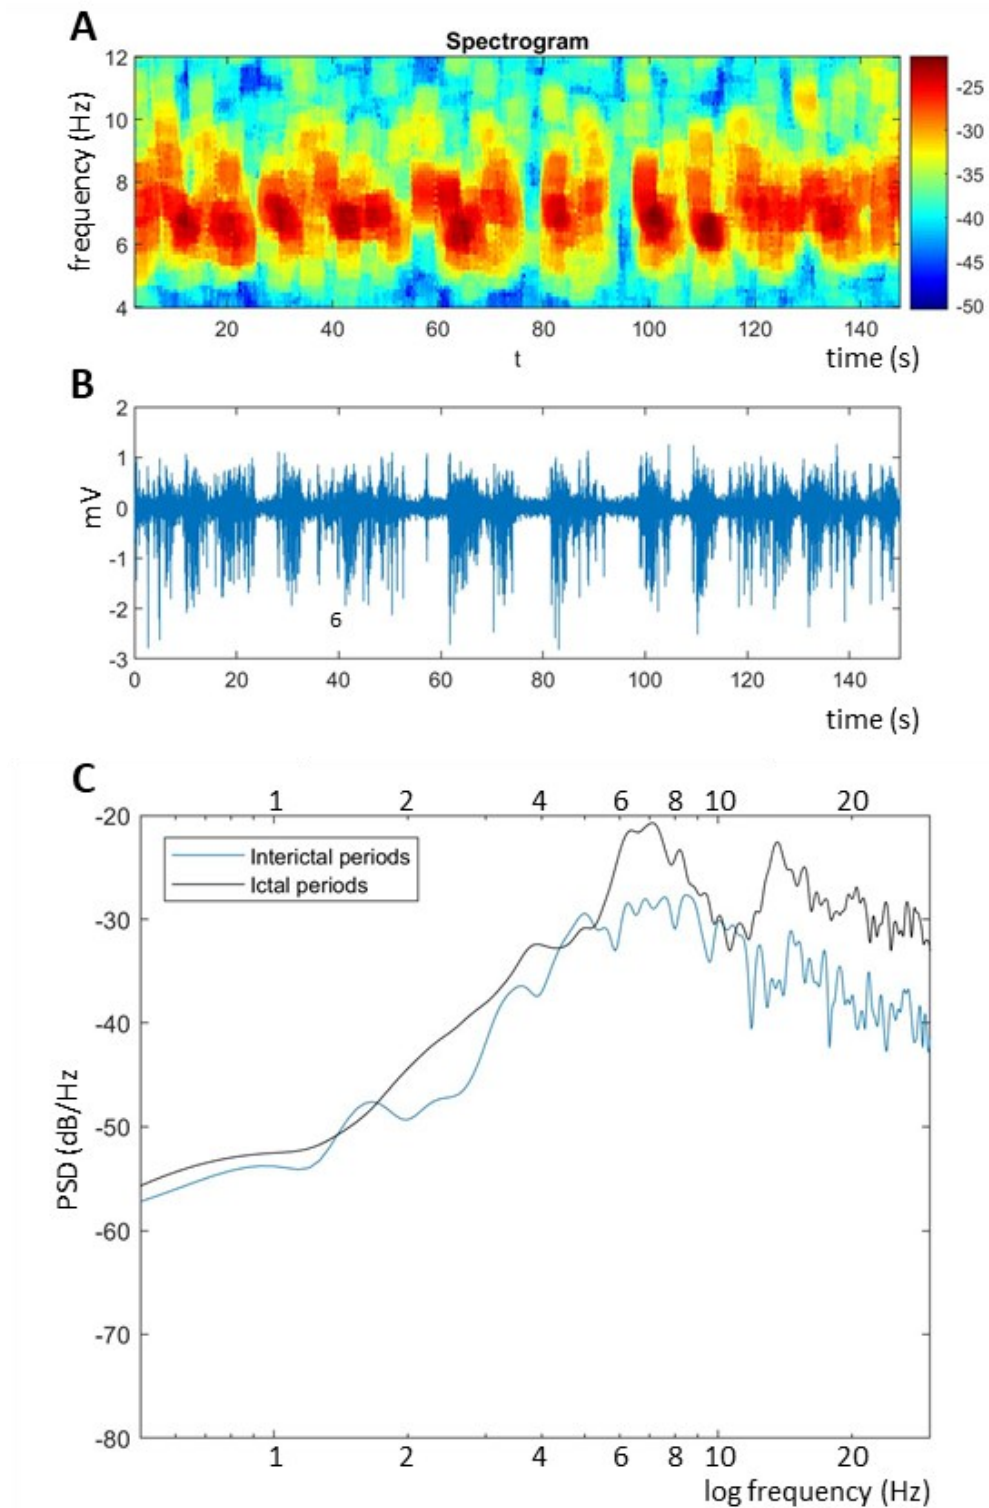 A
Spectrogram
frequency (Hz)
12
10
8
6
4
20 40 60 80 100 120 140
t
time (s)
-25
-30
-35
-40
-45
-50
B
mV
2
1
0
-1
-2
-3
6
0 20 40 60 80 100 120 140
time (s)
C
1 2 4 6 8 10 20
PSD (dB/Hz
-20
-30
-40
-50
-60
-70
-80
Interictal periods
Ictal periods
1 2 4 6 8 10 20
log frequency (Hz)